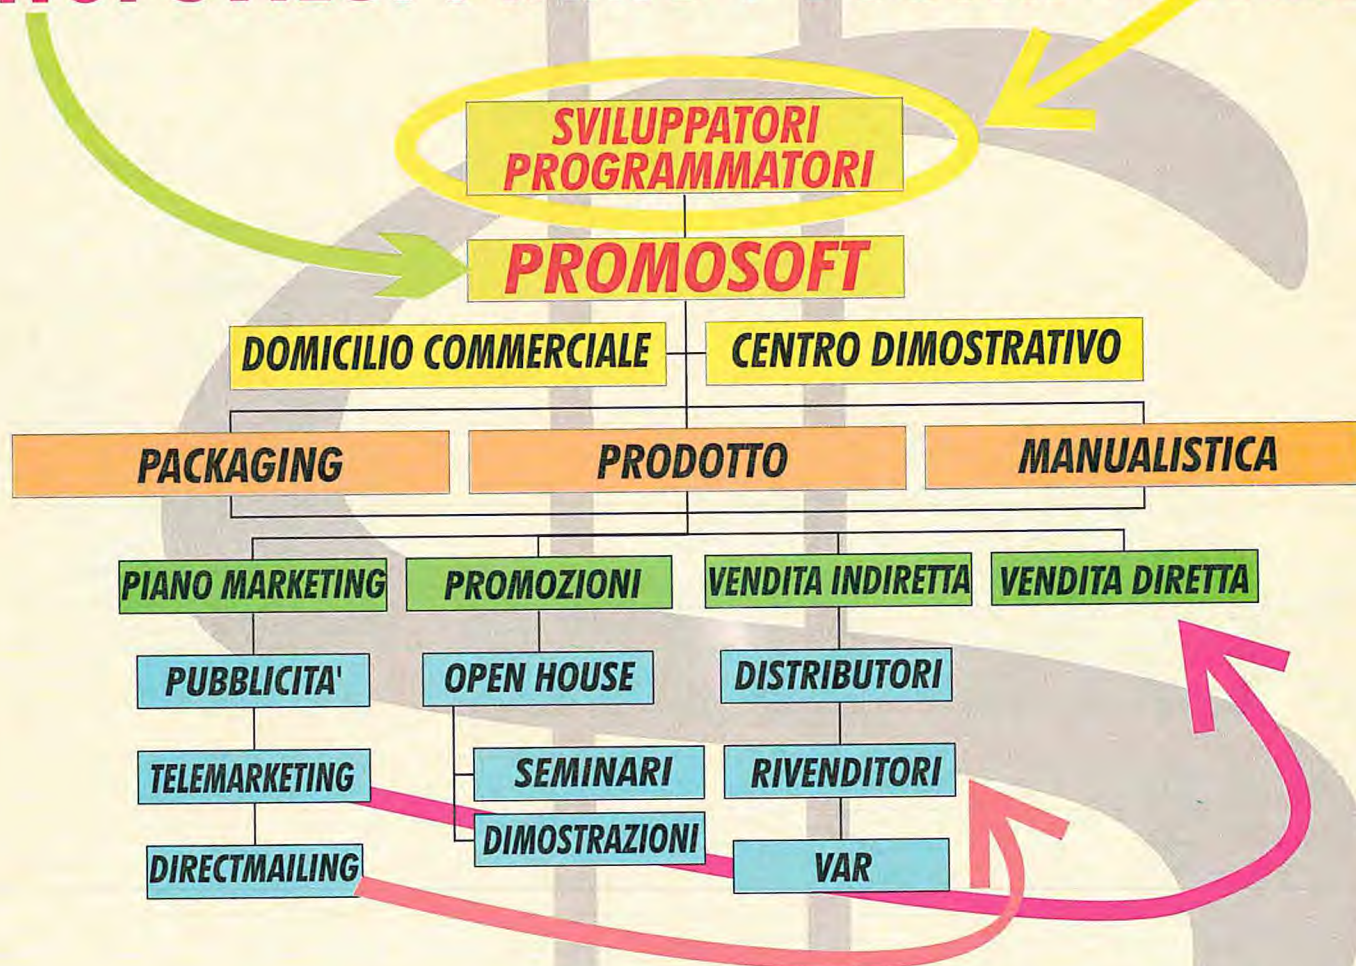 SVILUPPATORI
PROGRAMMATORI
PROMOSOFT
DOMICILIO COMMERCIALE
CENTRO DIMOSTRATIVO
PACKAGING
PRODOTTO
MANUALISTICA
PIANO MARKETING
PROMOZIONI
VENDITA INDIRETTA
VENDITA DIRETTA
PUBBLICITA'
OPEN HOUSE
DISTRIBUTORI
TELEMARKETING
SEMINARI
RIVENDITORI
DIRECTMAILING
DIMOSTRAZIONI
VAR